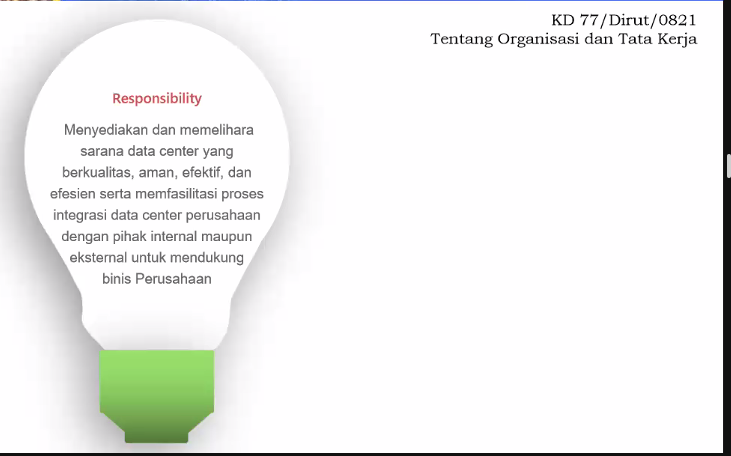 KD 77/Dirut/0821
Tentang Organisasi dan Tata Kerja
Responsibility
Menyediakan dan memelihara
sarana data center yang
berkualitas, aman, efektif, dan
efesien serta memfasilitasi proses
integrasi data center perusahaan
dengan pihak internal maupun
eksternal untuk mendukung
binis Perusahaan